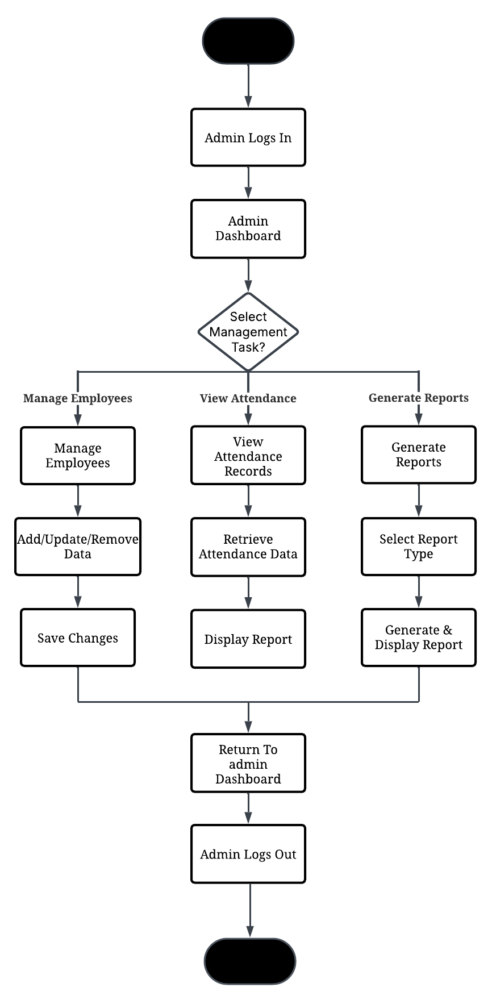 Admin Logs In
Admin
Dashboard
Select
Management
Task?
Manage Employees
View Attendance
Generate Reports
Manage
Employees
View
Attendance
Records
Generate
Reports
Add/Update/Remove
Data
Retrieve
Attendance Data
Select Report
Type
Save Changes
Display Report
Generate &
Display Report
Return To
admin
Dashboard
Admin Logs Out